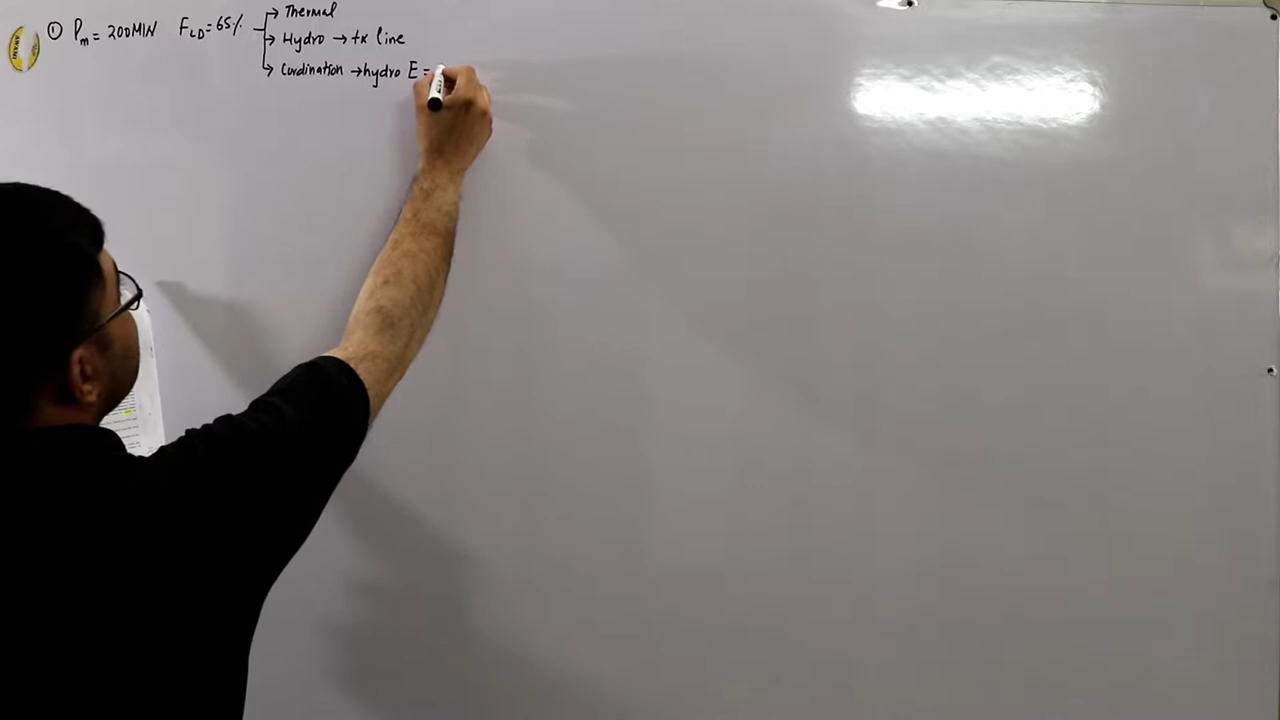 ① Pm = 200MW FLD = 65% → Thermal
→ Hydro → tx line
→ Cordination → hydro E =